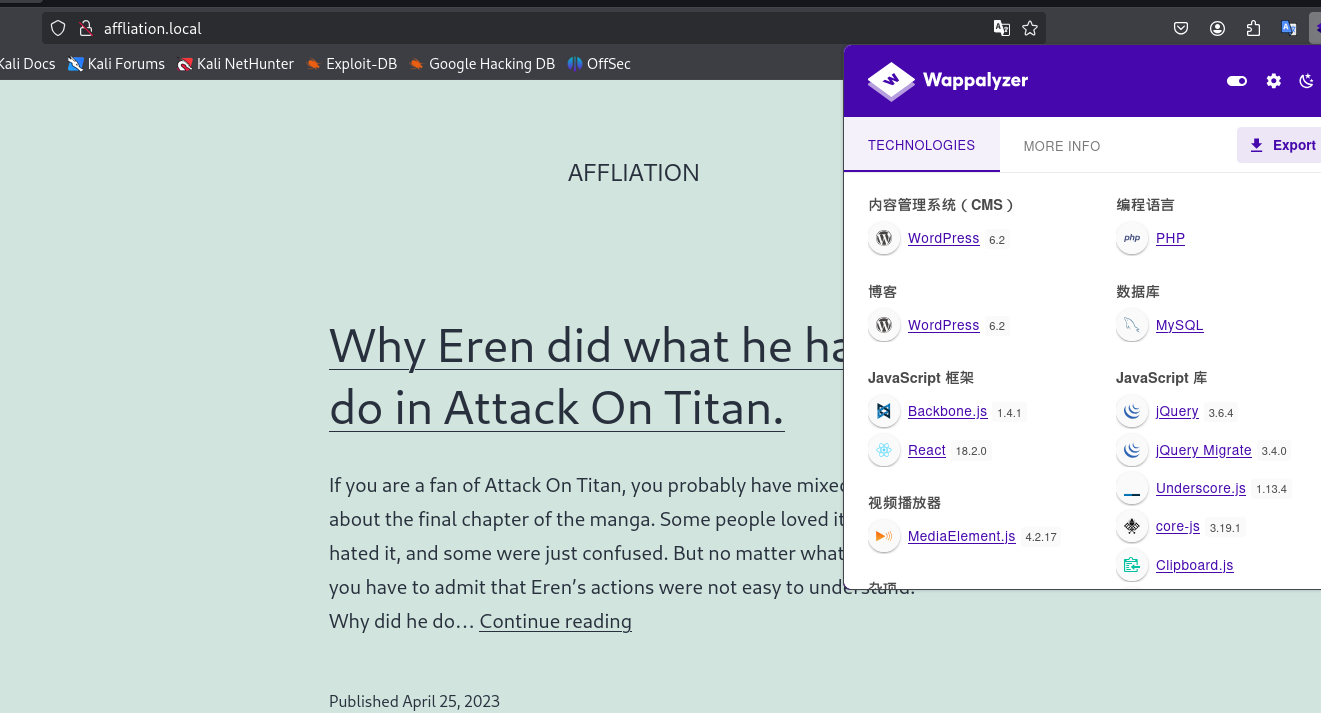 affliation.local
Kali Docs
Kali Forums
Kali NetHunter
Exploit-DB
Google Hacking DB
OffSec
Wappalyzer
TECHNOLOGIES
MORE INFO
Export
AFFLIATION
Why Eren did what he ha
do in Attack On Titan.
If you are a fan of Attack On Titan, you probably have mixed
about the final chapter of the manga. Some people loved it
hated it, and some were just confused. But no matter what
you have to admit that Eren's actions were not easy to understand.
Why did he do… Continue reading
Published April 25, 2023
内容管理系统（CMS）
WordPress 6.2
博客
WordPress 6.2
JavaScript 框架
Backbone.js 1.4.1
React 18.2.0
视频播放器
MediaElement.js 4.2.17
杂项
编程语言
php PHP
数据库
MySQL
JavaScript 库
jQuery 3.6.4
jQuery Migrate 3.4.0
Underscore.js 1.13.4
core-js 3.19.1
Clipboard.js